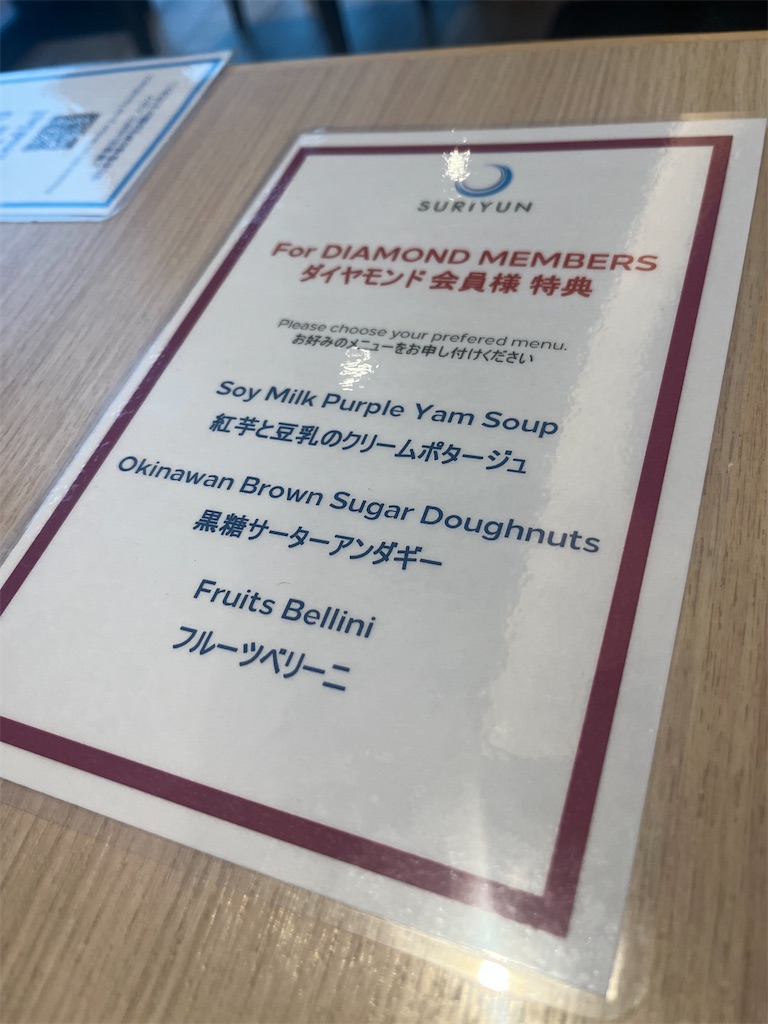 SURIYUN
For DIAMOND MEMBERS
ダイヤモンド 会員様 特典
Please choose your prefered menu.
お好みのメニューをお申し付けください
Soy Milk Purple Yam Soup
紅芋と豆乳のクリームポタージュ
Okinawan Brown Sugar Doughnuts
黒糖サーターアンダギー
Fruits Bellini
フルーツベリーニ